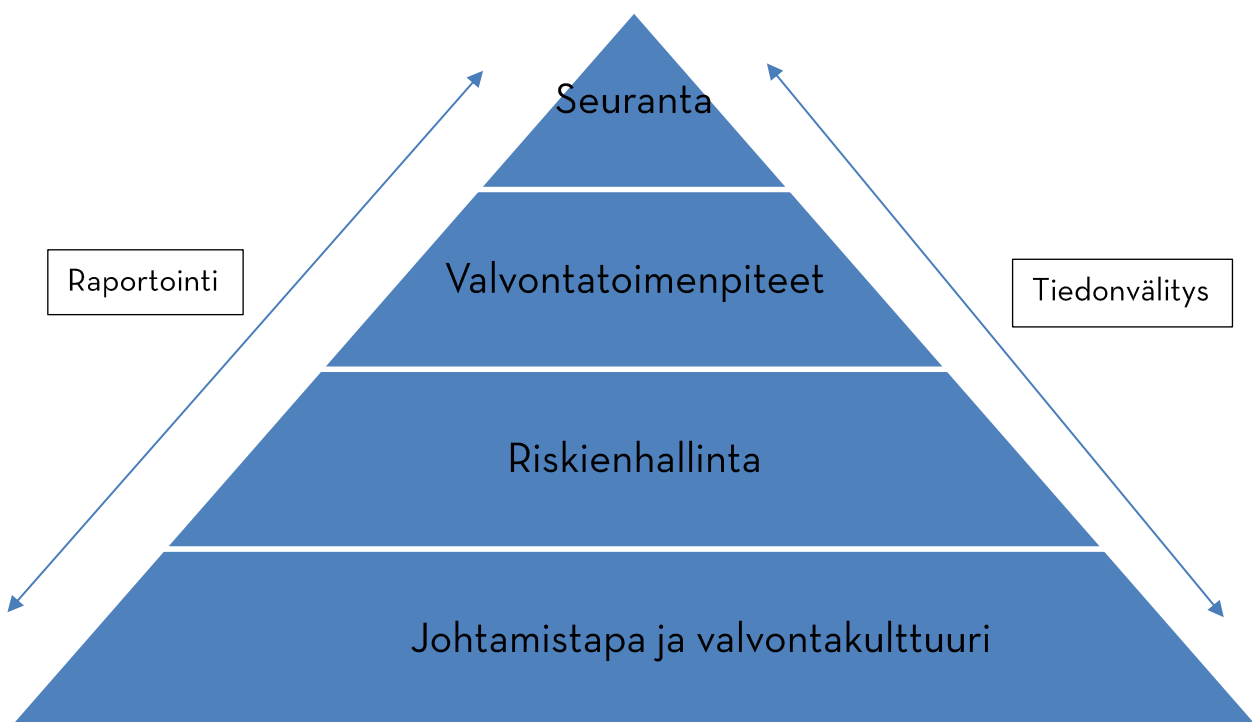 Seuranta
Valvontatoimenpiteet
Raportointi
Tiedonvälitys
Riskienhallinta
Johtamistapa ja valvontakulttuuri